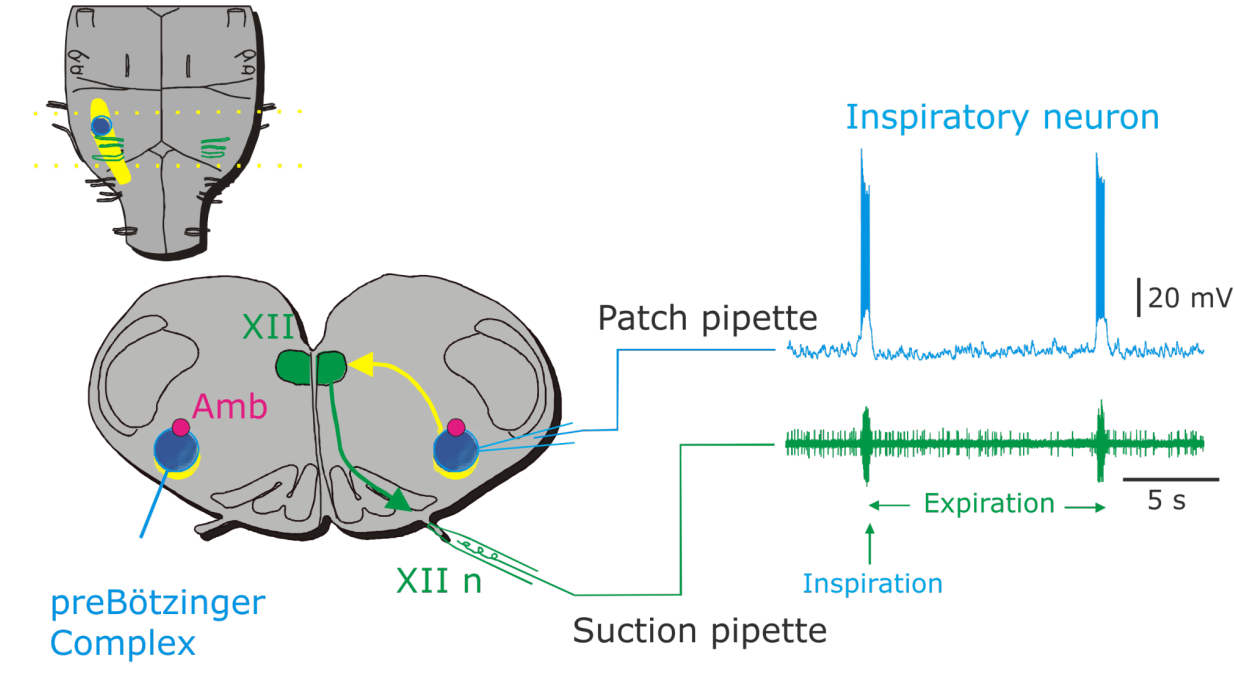 Inspiratory neuron
20 mV
Patch pipette
XII
Amb
Expiration
5 s
Inspiration
XII n
preBötzinger
Complex
Suction pipette